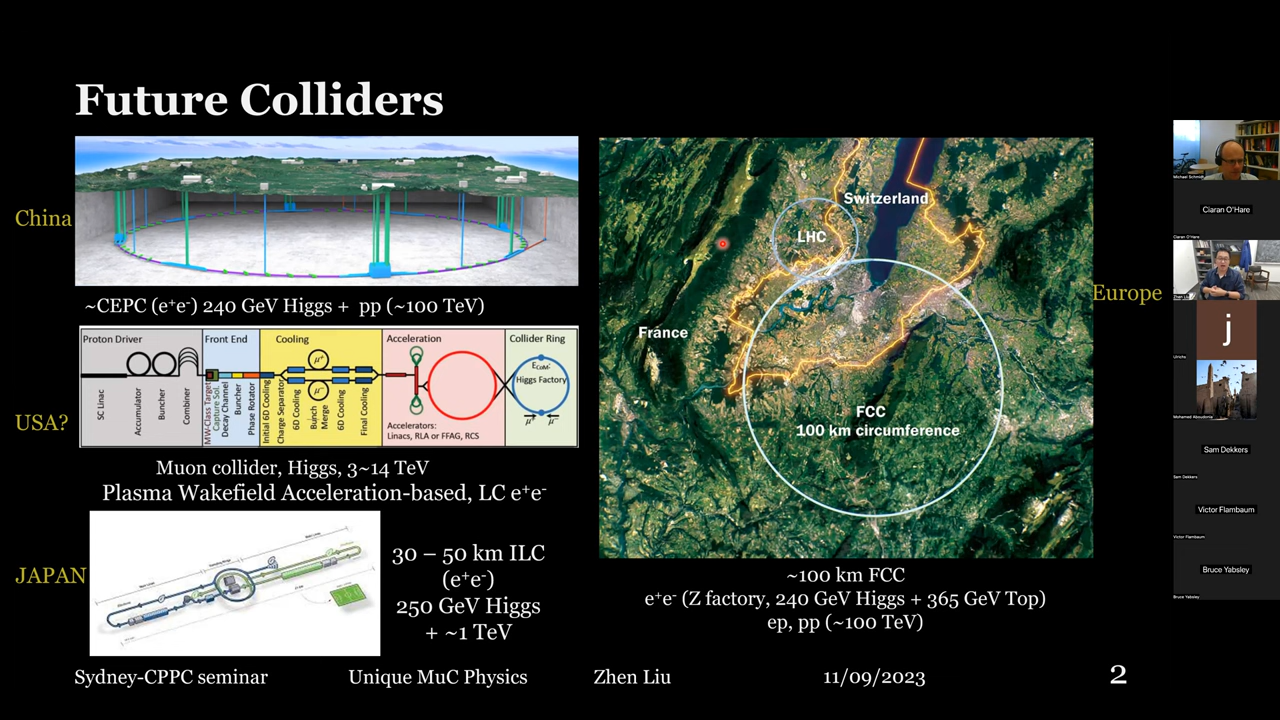 Future Colliders
China
~CEPC (e⁺e⁻) 240 GeV Higgs + pp (~100 TeV)
Proton Driver
Front End
Cooling
Acceleration
Collider Ring
SC Linac
Accumulator
Buncher
Combiner
MW-Class Target
Capture Sol.
Decay Channel
Buncher
Phase Rotator
Initial 6D Cooling
Charge Separator
6D Cooling
Bunch
Merge
6D Cooling
Final Cooling
μ⁺
μ⁻
Accelerators:
Linacs, RLA or FFAG, RCS
E_CoM:
Higgs Factory
μ⁺ μ⁻
USA?
Muon collider, Higgs, 3~14 TeV
Plasma Wakefield Acceleration-based, LC e⁺e⁻
JAPAN
30 – 50 km ILC
(e⁺e⁻)
250 GeV Higgs
+ ~1 TeV
Switzerland
LHC
France
FCC
100 km circumference
Europe
~100 km FCC
e⁺e⁻ (Z factory, 240 GeV Higgs + 365 GeV Top)
ep, pp (~100 TeV)
Sydney-CPPC seminar
Unique MuC Physics
Zhen Liu
11/09/2023
2
Michael Schmidt
Ciaran O'Hare
Ciaran O'Hare
Zhen Liu
j
Mohamed Aboudonia
Sam Dekkers
Sam Dekkers
Victor Flambaum
Victor Flambaum
Bruce Yabsley
Bruce Yabsley